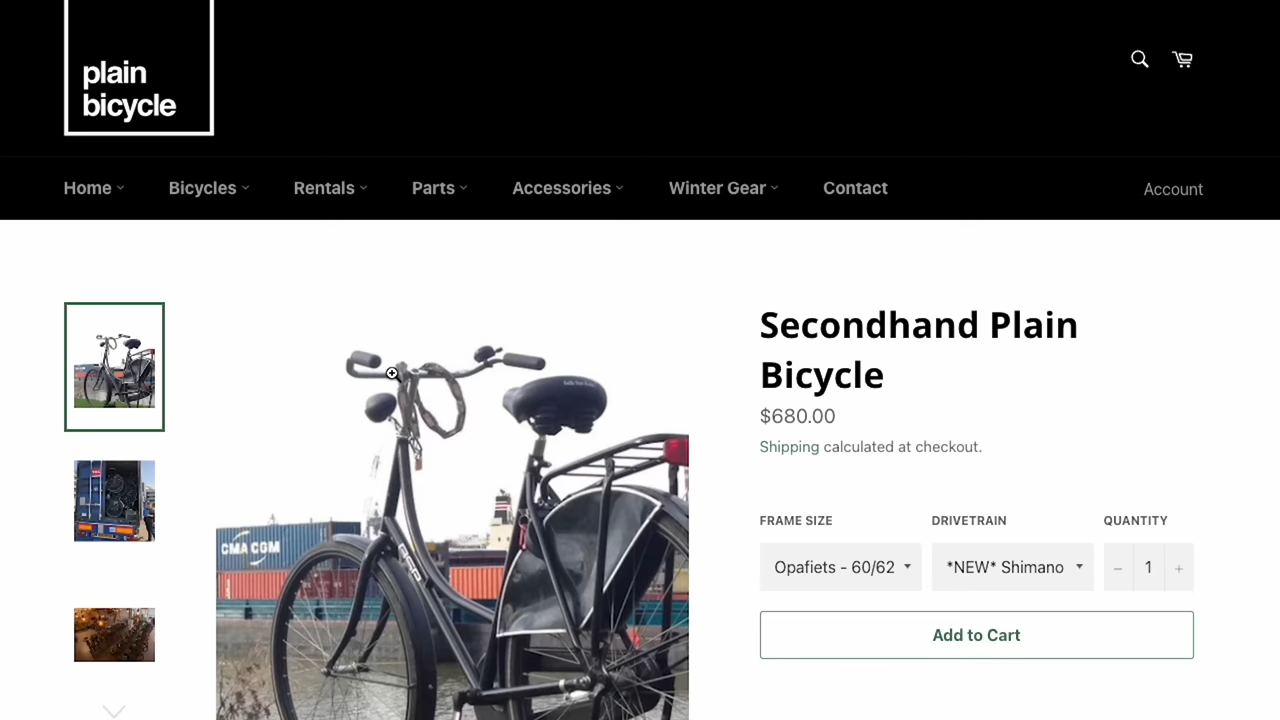 plain
bicycle
Home
Bicycles
Rentals
Parts
Accessories
Winter Gear
Contact
Account
Secondhand Plain
Bicycle
$680.00
Shipping calculated at checkout.
FRAME SIZE
DRIVETRAIN
QUANTITY
Opafiets - 60/62
*NEW* Shimano
− 1 +
Add to Cart
CMA CGM